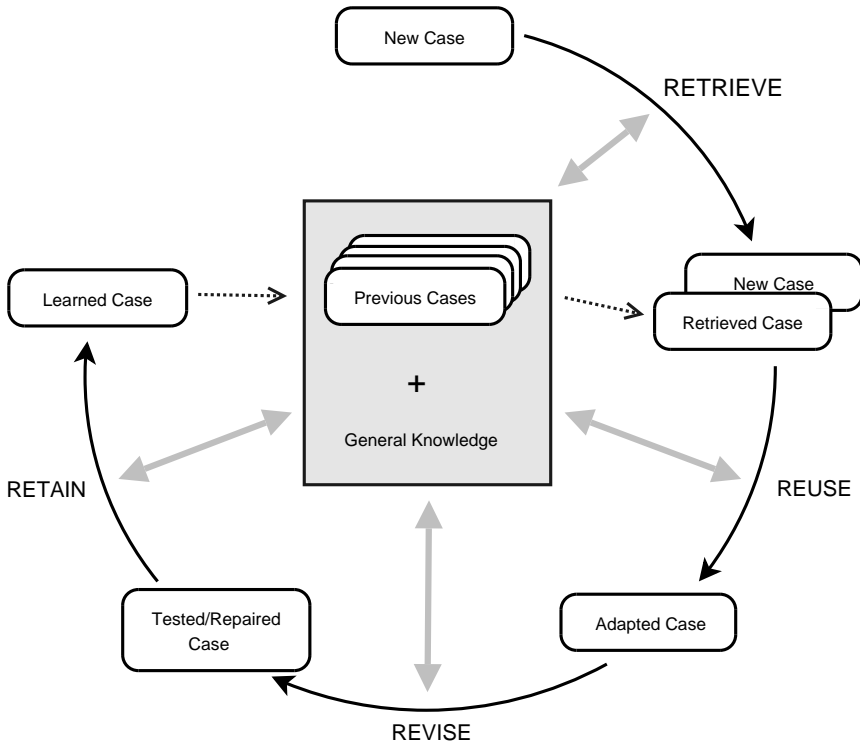 New Case
RETRIEVE
New Case
Retrieved Case
Learned Case
Previous Cases
+
General Knowledge
RETAIN
REUSE
Tested/Repaired
Case
Adapted Case
REVISE